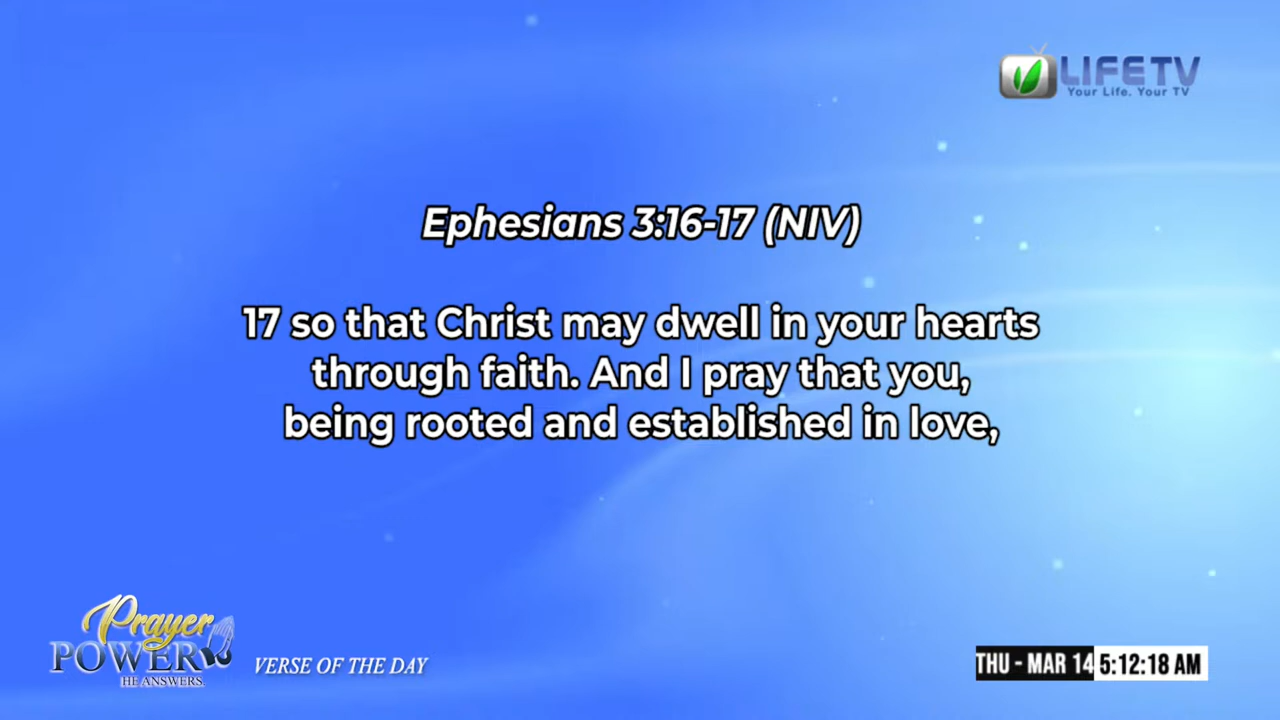 LIFETV
Your Life. Your TV
Ephesians 3:16-17 (NIV)
17 so that Christ may dwell in your hearts
through faith. And I pray that you,
being rooted and established in love,
Prayer
POWER
HE ANSWERS.
VERSE OF THE DAY
THU - MAR 14 5:12:18 AM